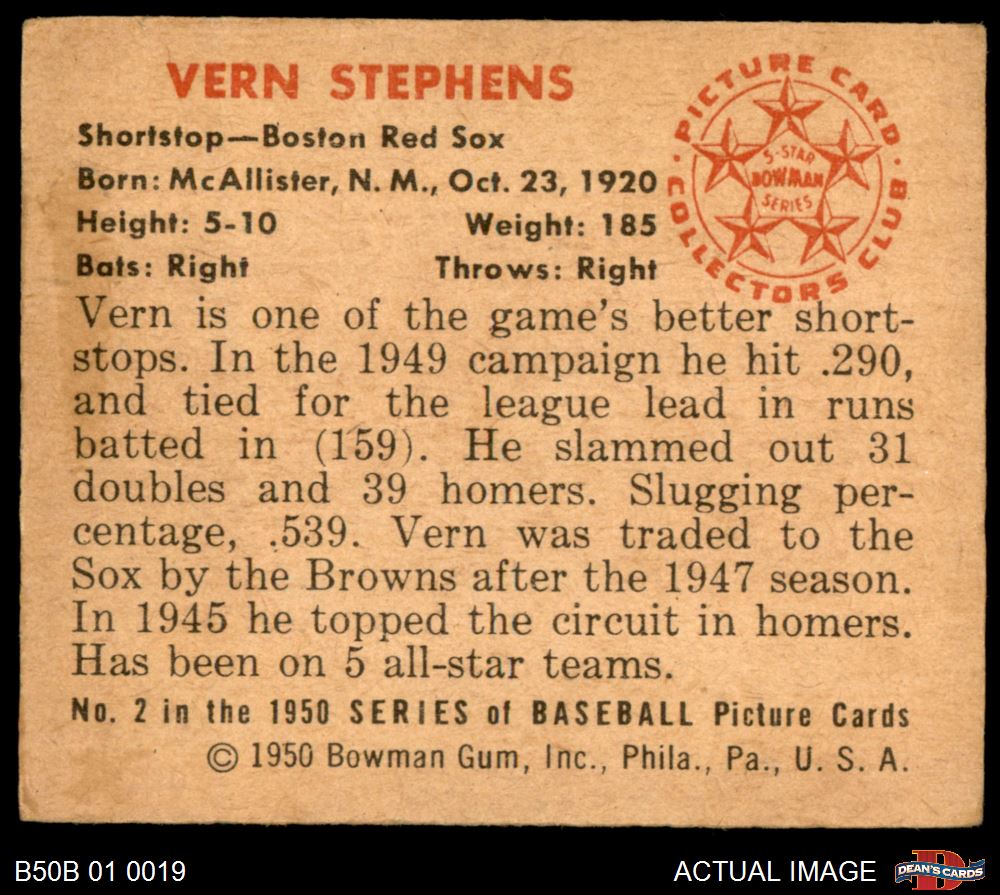 VERN STEPHENS
Shortstop—Boston Red Sox
Born: McAllister, N. M., Oct. 23, 1920
Height: 5-10 Weight: 185
Bats: Right Throws: Right
PICTURE CARD
COLLECTORS CLUB
5-STAR
BOWMAN
SERIES
Vern is one of the game's better short-
stops. In the 1949 campaign he hit .290,
and tied for the league lead in runs
batted in (159). He slammed out 31
doubles and 39 homers. Slugging per-
centage, .539. Vern was traded to the
Sox by the Browns after the 1947 season.
In 1945 he topped the circuit in homers.
Has been on 5 all-star teams.
No. 2 in the 1950 SERIES of BASEBALL Picture Cards
© 1950 Bowman Gum, Inc., Phila., Pa., U. S. A.
B50B 01 0019
ACTUAL IMAGE
D
DEAN'S CARDS